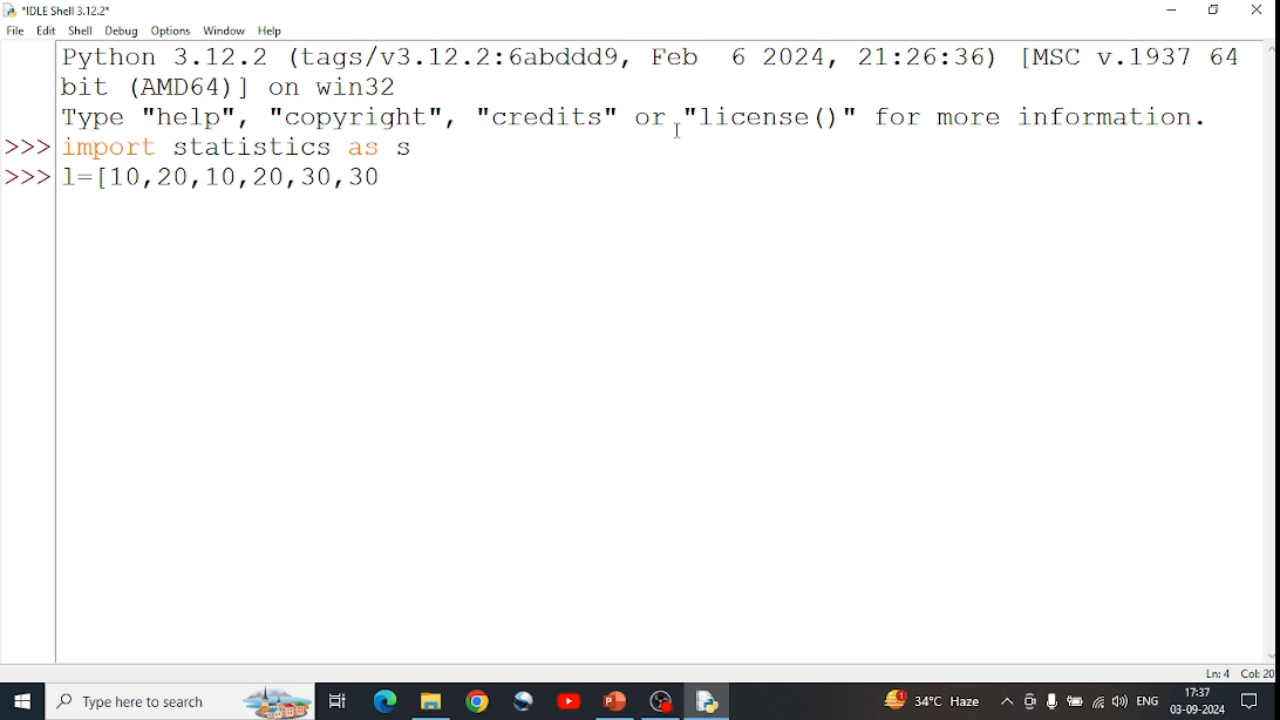 *IDLE Shell 3.12.2*
File Edit Shell Debug Options Window Help
Python 3.12.2 (tags/v3.12.2:6abddd9, Feb  6 2024, 21:26:36) [MSC v.1937 64
bit (AMD64)] on win32
Type "help", "copyright", "credits" or "license()" for more information.
>>> import statistics as s
>>> l=[10,20,10,20,30,30
Ln: 4 Col: 20
Type here to search
1
34°C Haze
ENG
17:37
03-09-2024